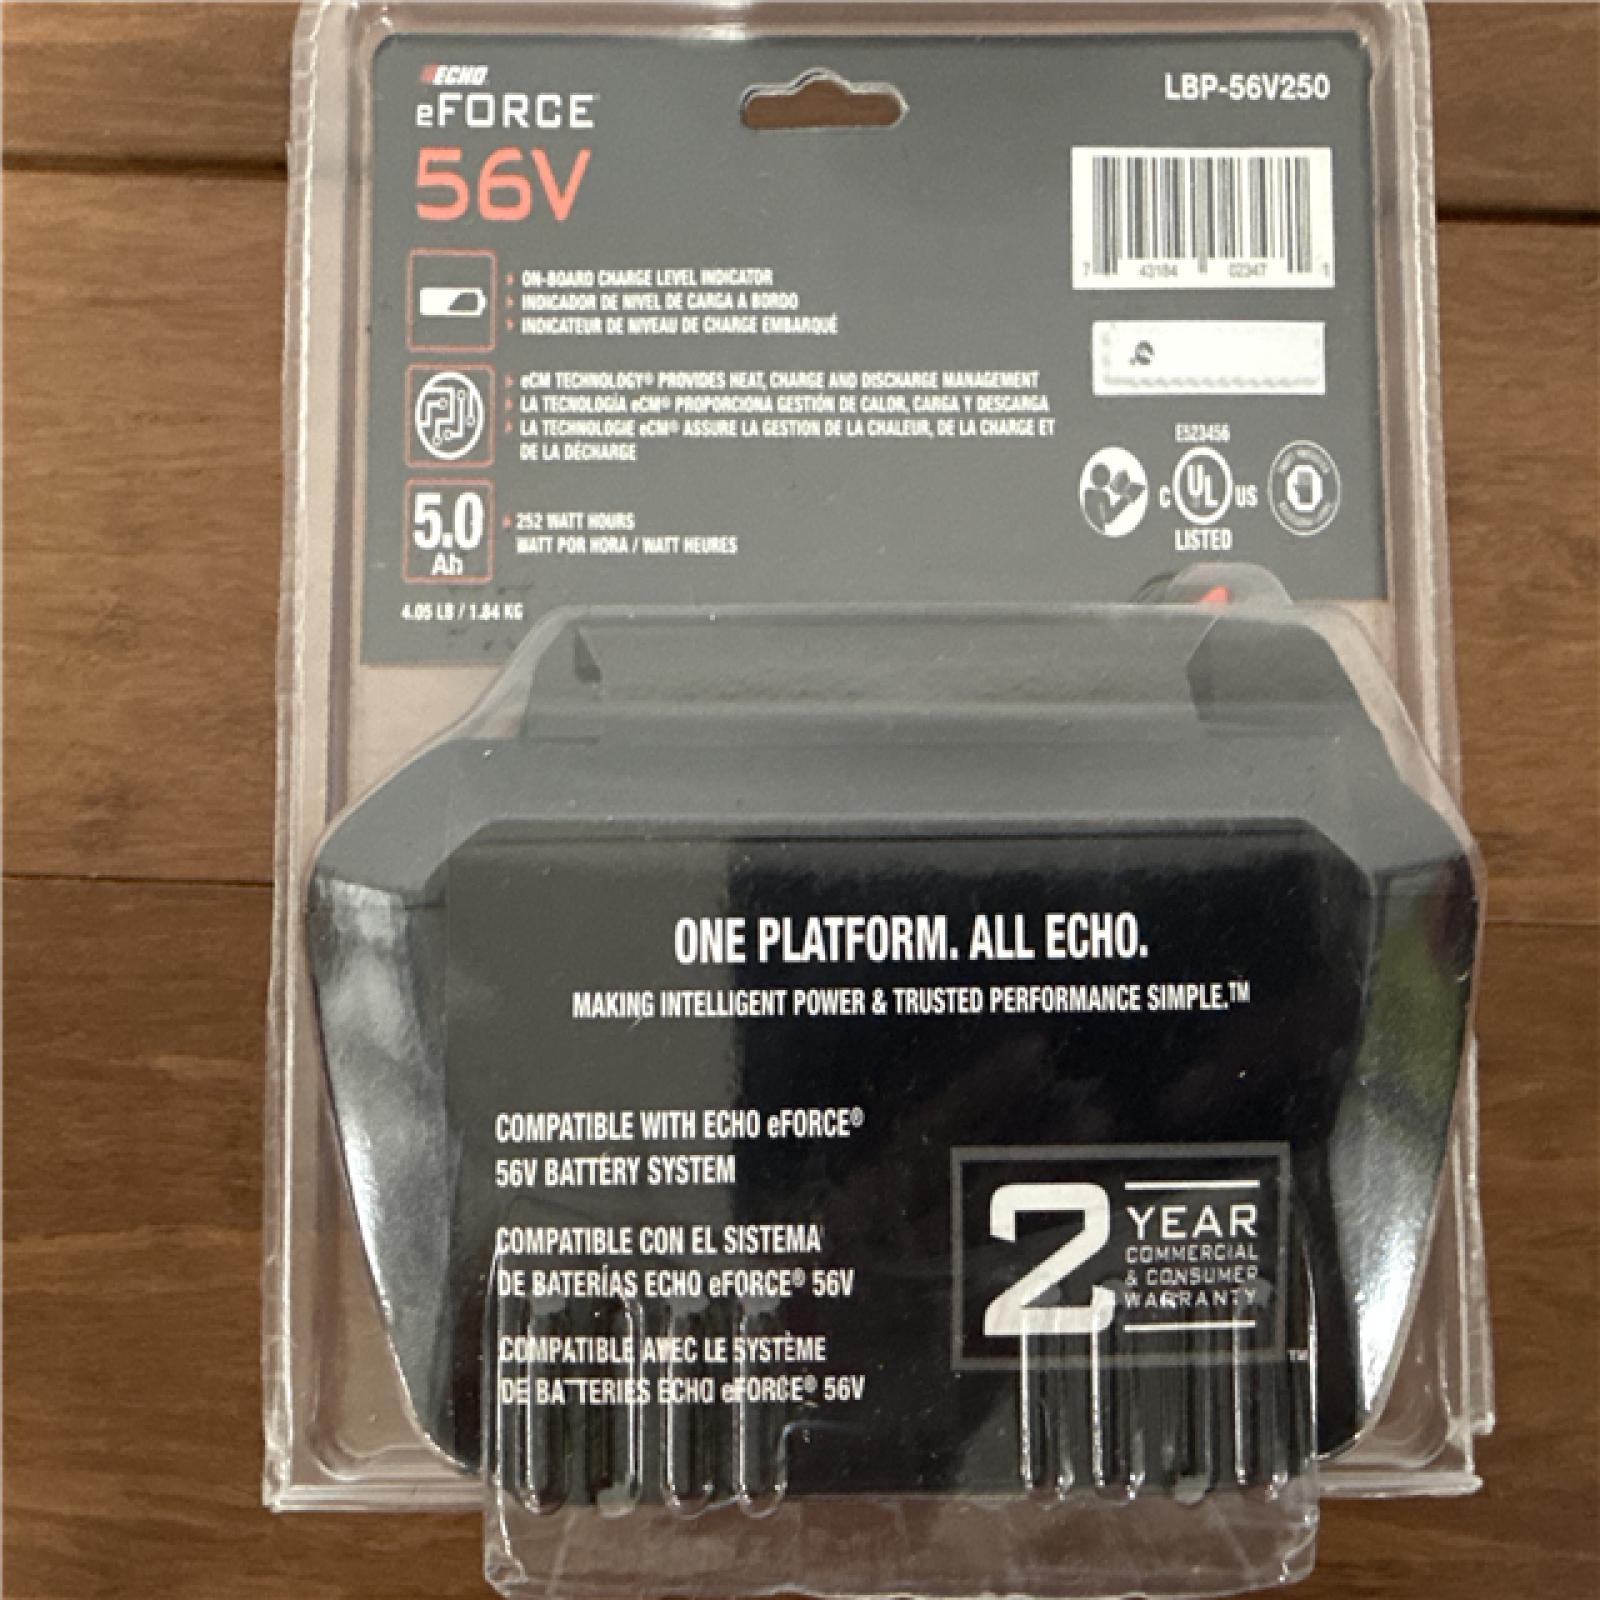 ECHO
eFORCE
56V
LBP-56V250
7 43184 02347 1
ON-BOARD CHARGE LEVEL INDICATOR
INDICADOR DE NIVEL DE CARGA A BORDO
INDICATEUR DE NIVEAU DE CHARGE EMBARQUÉ
eCM TECHNOLOGY® PROVIDES HEAT, CHARGE AND DISCHARGE MANAGEMENT
LA TECNOLOGÍA eCM® PROPORCIONA GESTIÓN DE CALOR, CARGA Y DESCARGA
LA TECHNOLOGIE eCM® ASSURE LA GESTION DE LA CHALEUR, DE LA CHARGE ET
DE LA DÉCHARGE
5.0
Ah
252 WATT HOURS
WATT POR HORA / WATT HEURES
4.05 LB / 1.84 KG
E523456
C UL US
LISTED
ONE PLATFORM. ALL ECHO.
MAKING INTELLIGENT POWER & TRUSTED PERFORMANCE SIMPLE.™
COMPATIBLE WITH ECHO eFORCE®
56V BATTERY SYSTEM
COMPATIBLE CON EL SISTEMA
DE BATERÍAS ECHO eFORCE® 56V
COMPATIBLE AVEC LE SYSTÈME
DE BATTERIES ECHO eFORCE® 56V
2 YEAR
COMMERCIAL
& CONSUMER
WARRANTY
TM